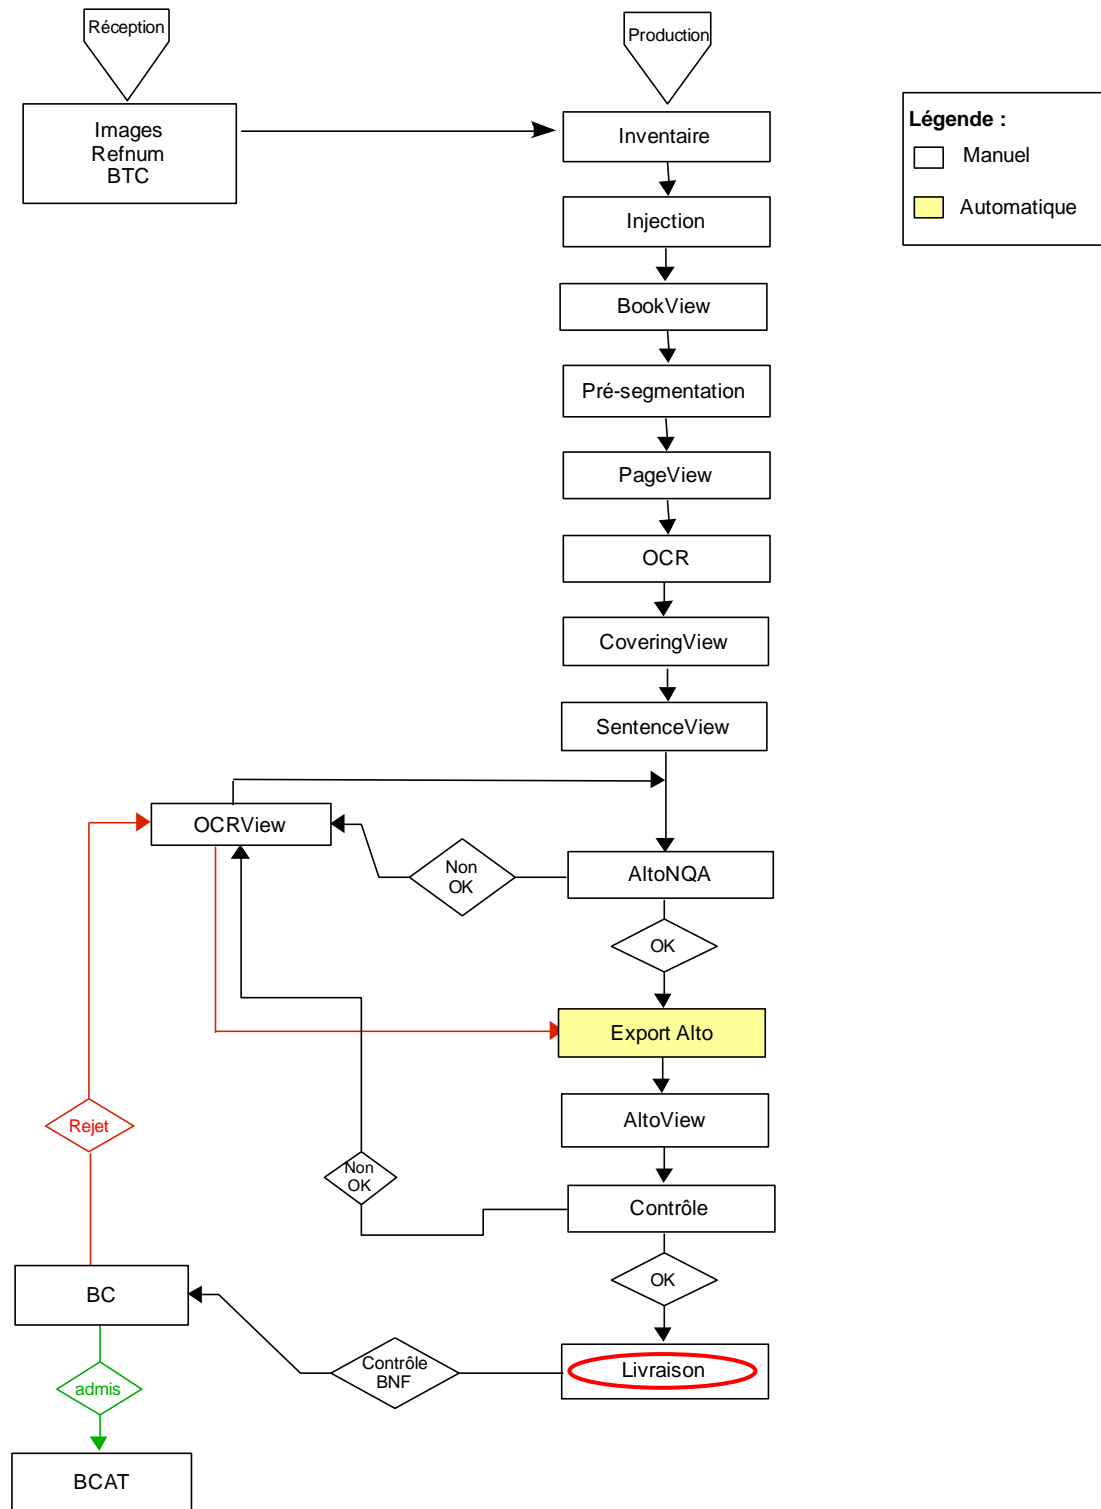 Réception
Production
Images
Refnum
BTC
Inventaire
Légende :
Manuel
Automatique
Injection
BookView
Pré-segmentation
PageView
OCR
CoveringView
SentenceView
OCRView
Non
OK
AltoNQA
OK
Export Alto
AltoView
Rejet
Non
OK
Contrôle
OK
BC
Contrôle
BNF
Livraison
admis
BCAT